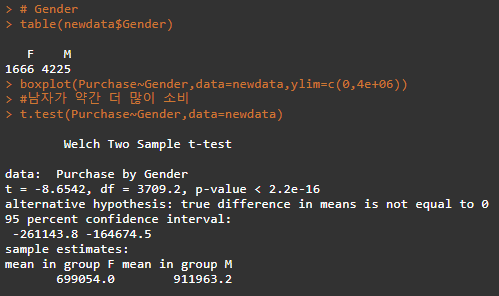 > # Gender
> table(newdata$Gender)
F M
1666 4225
> boxplot(Purchase~Gender,data=newdata,ylim=c(0,4e+06))
> #남자가 약간 더 많이 소비
> t.test(Purchase~Gender,data=newdata)
Welch Two Sample t-test
data: Purchase by Gender
t = -8.6542, df = 3709.2, p-value < 2.2e-16
alternative hypothesis: true difference in means is not equal to 0
95 percent confidence interval:
-261143.8 -164674.5
sample estimates:
mean in group F mean in group M
699054.0 911963.2